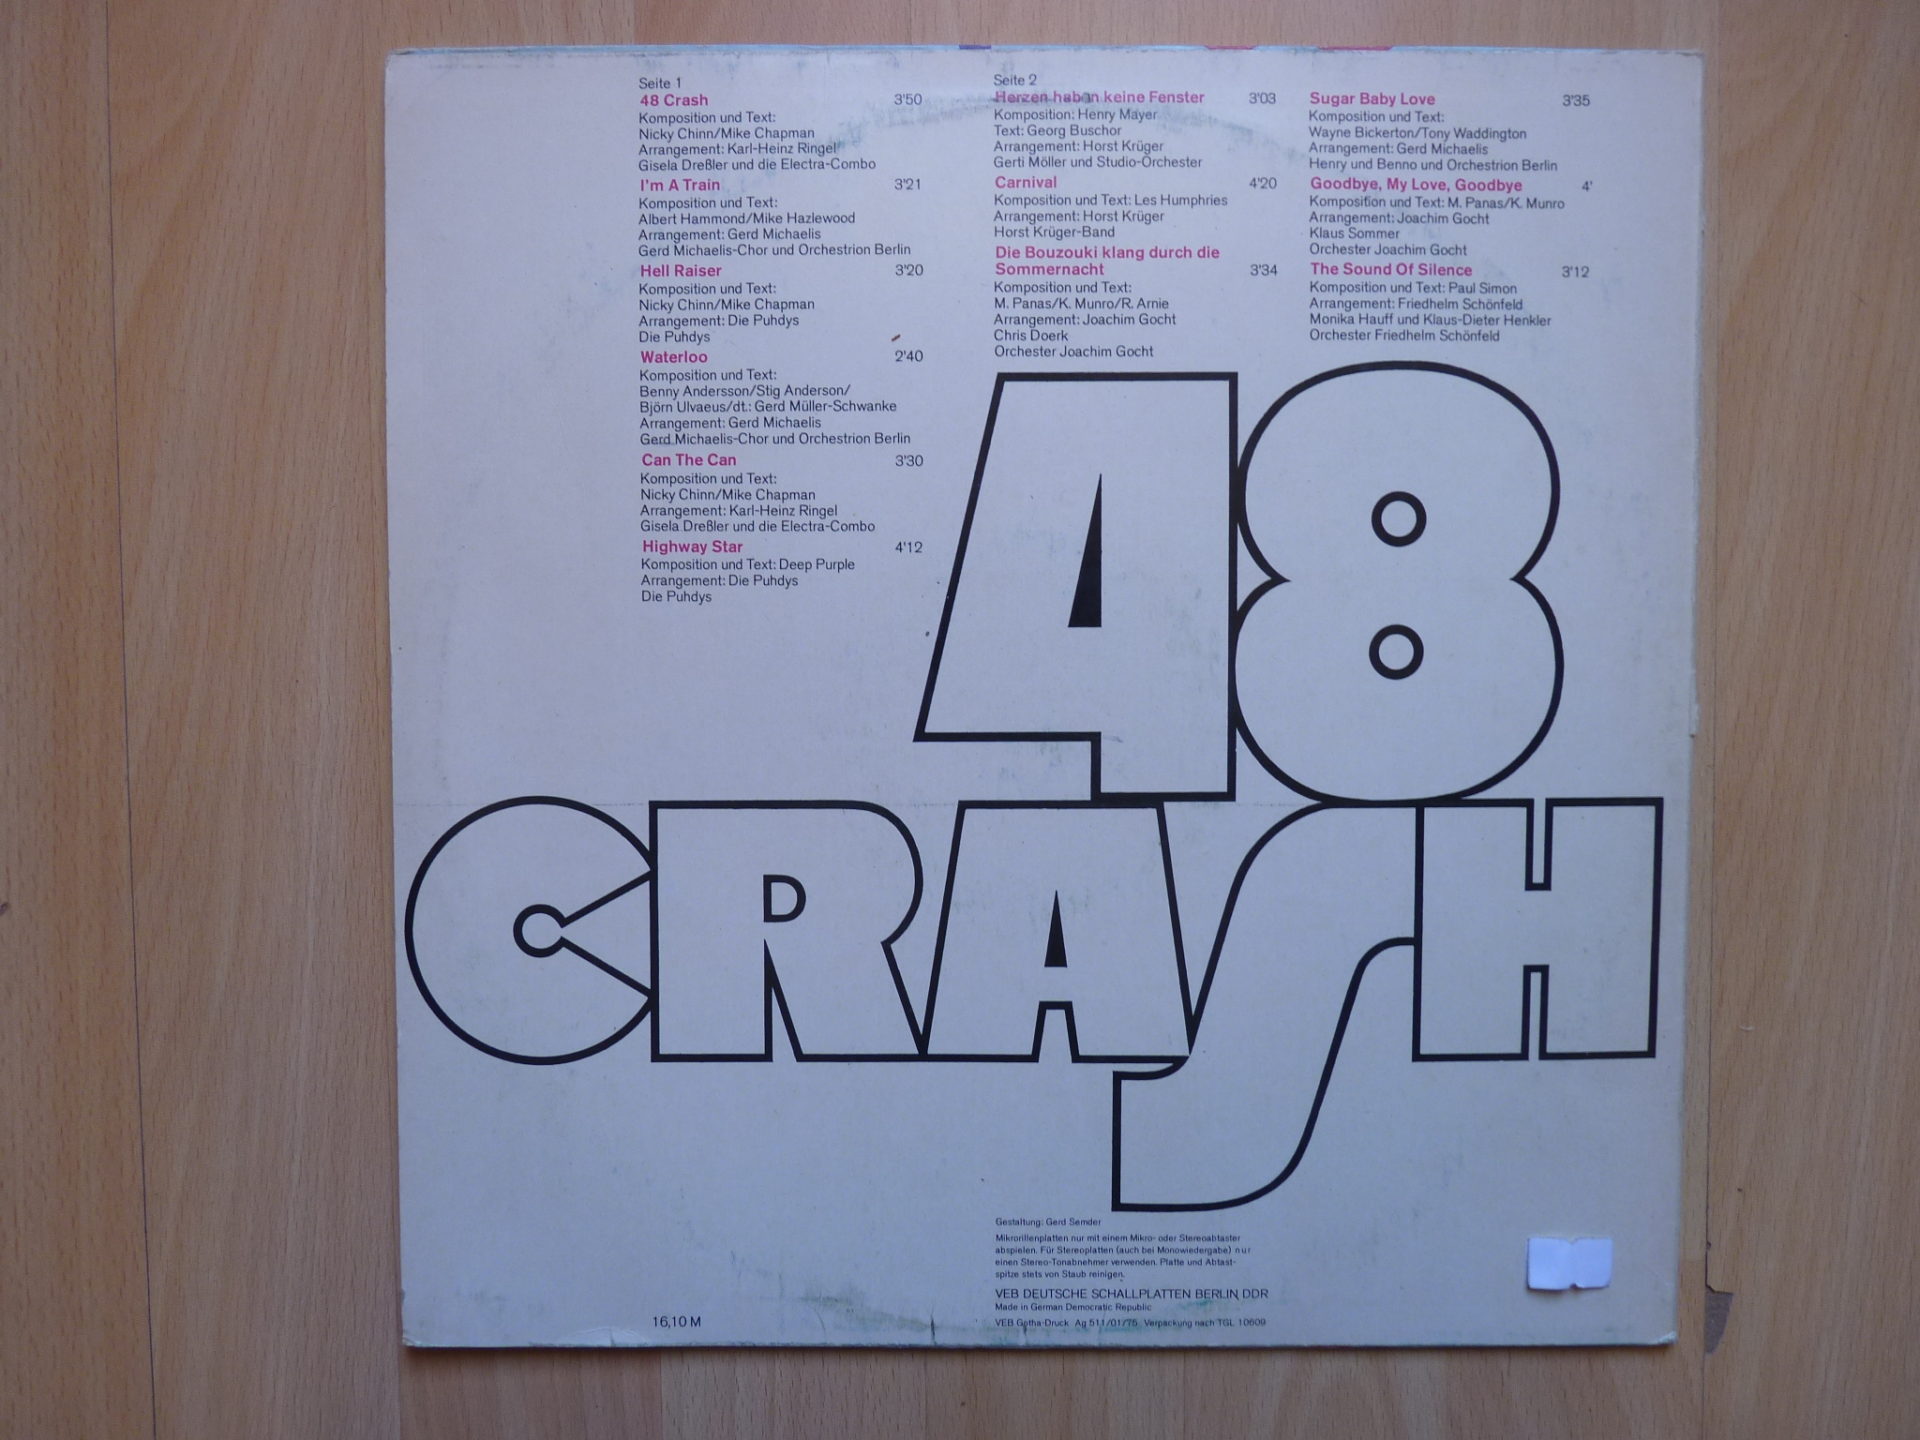 Seite 1
48 Crash 3'50
Komposition und Text:
Nicky Chinn/Mike Chapman
Arrangement: Karl-Heinz Ringel
Gisela Dreßler und die Electra-Combo
I'm A Train 3'21
Komposition und Text:
Albert Hammond/Mike Hazlewood
Arrangement: Gerd Michaelis
Gerd Michaelis-Chor und Orchestrion Berlin
Hell Raiser 3'20
Komposition und Text:
Nicky Chinn/Mike Chapman
Arrangement: Die Puhdys
Die Puhdys
Waterloo 2'40
Komposition und Text:
Benny Andersson/Stig Anderson/
Björn Ulvaeus/dt.: Gerd Müller-Schwanke
Arrangement: Gerd Michaelis
Gerd Michaelis-Chor und Orchestrion Berlin
Can The Can 3'30
Komposition und Text:
Nicky Chinn/Mike Chapman
Arrangement: Karl-Heinz Ringel
Gisela Dreßler und die Electra-Combo
Highway Star 4'12
Komposition und Text: Deep Purple
Arrangement: Die Puhdys
Die Puhdys
Seite 2
Herzen haben keine Fenster 3'03
Komposition: Henry Mayer
Text: Georg Buschor
Arrangement: Horst Krüger
Gerti Möller und Studio-Orchester
Carnival 4'20
Komposition und Text: Les Humphries
Arrangement: Horst Krüger
Horst Krüger-Band
Die Bouzouki klang durch die
Sommernacht 3'34
Komposition und Text:
M. Panas/K. Munro/R. Arnie
Arrangement: Joachim Gocht
Chris Doerk
Orchester Joachim Gocht
Sugar Baby Love 3'35
Komposition und Text:
Wayne Bickerton/Tony Waddington
Arrangement: Gerd Michaelis
Henry und Benno und Orchestrion Berlin
Goodbye, My Love, Goodbye 4'
Komposition und Text: M. Panas/K. Munro
Arrangement: Joachim Gocht
Klaus Sommer
Orchester Joachim Gocht
The Sound Of Silence 3'12
Komposition und Text: Paul Simon
Arrangement: Friedhelm Schönfeld
Monika Hauff und Klaus-Dieter Henkler
Orchester Friedhelm Schönfeld
48
CRASH
Gestaltung: Gerd Semder
Mikrorillenplatten nur mit einem Mikro- oder Stereoabtaster
abspielen. Für Stereoplatten (auch bei Monowiedergabe) nur
einen Stereo-Tonabnehmer verwenden. Platte und Abtast-
spitze stets von Staub reinigen.
VEB DEUTSCHE SCHALLPLATTEN BERLIN, DDR
Made in German Democratic Republic
VEB Gotha-Druck Ag 511/01/75 Verpackung nach TGL 10609
16,10 M